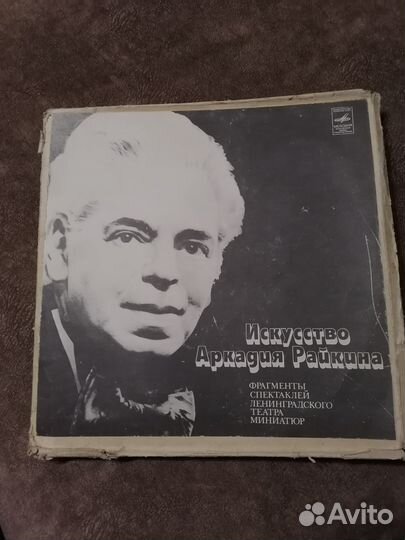 Искусство
Аркадия Райкина
ФРАГМЕНТЫ
СПЕКТАКЛЕЙ
ЛЕНИНГРАДСКОГО
ТЕАТРА
МИНИАТЮР
Avito